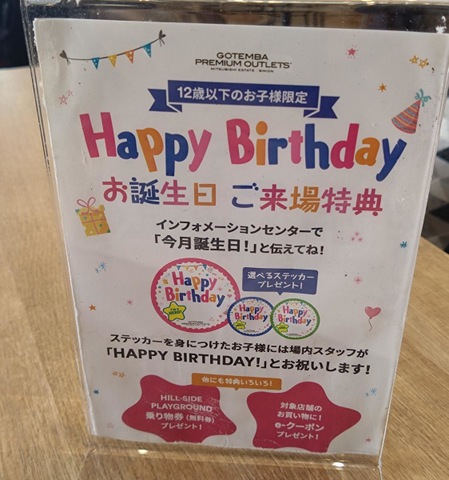 GOTEMBA
PREMIUM OUTLETS®
MITSUBISHI ESTATE · SIMON
12歳以下のお子様限定
Happy Birthday
お誕生日 ご来場特典
インフォメーションセンターで
「今月誕生日!」と伝えてね!
選べるステッカー
プレゼント!
Happy
Birthday
ステッカーを身につけたお子様には場内スタッフが
「HAPPY BIRTHDAY!」とお祝いします!
他にも特典いろいろ!
HILL-SIDE
PLAYGROUND
乗り物券(無料券)
プレゼント!
対象店舗の
お買い物に!
e-クーポン
プレゼント!